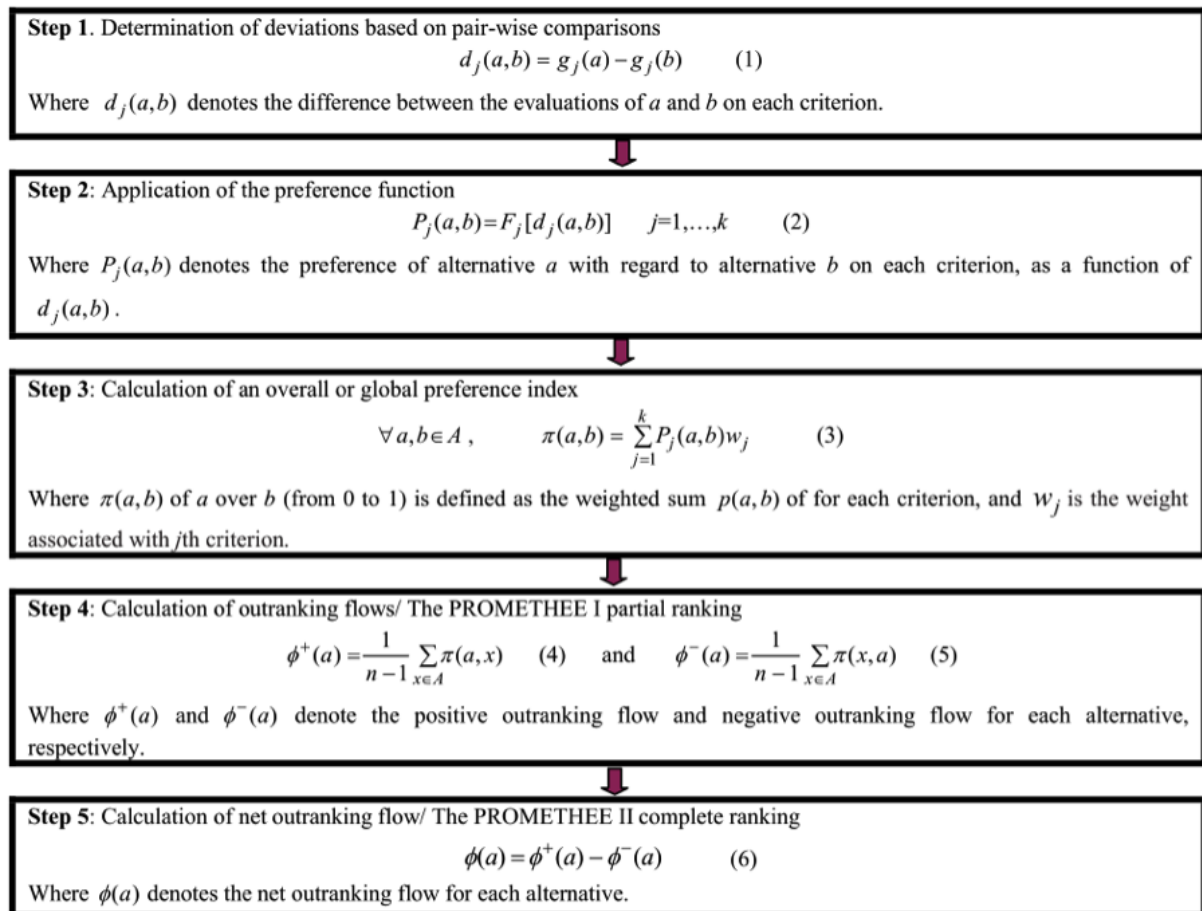 Step 1. Determination of deviations based on pair-wise comparisons
d_j(a,b) = g_j(a) − g_j(b) (1)
Where d_j(a,b) denotes the difference between the evaluations of a and b on each criterion.
Step 2: Application of the preference function
P_j(a,b)=F_j[d_j(a,b)] j=1,…,k (2)
Where P_j(a,b) denotes the preference of alternative a with regard to alternative b on each criterion, as a function of
d_j(a,b).
Step 3: Calculation of an overall or global preference index
∀a,b∈A, π(a,b) = ∑_{j=1}^{k} P_j(a,b)w_j (3)
Where π(a,b) of a over b (from 0 to 1) is defined as the weighted sum p(a,b) of for each criterion, and w_j is the weight
associated with jth criterion.
Step 4: Calculation of outranking flows/ The PROMETHEE I partial ranking
ϕ⁺(a) = 1/(n−1) ∑_{x∈A} π(a,x) (4) and ϕ⁻(a) = 1/(n−1) ∑_{x∈A} π(x,a) (5)
Where ϕ⁺(a) and ϕ⁻(a) denote the positive outranking flow and negative outranking flow for each alternative,
respectively.
Step 5: Calculation of net outranking flow/ The PROMETHEE II complete ranking
ϕ(a) = ϕ⁺(a) − ϕ⁻(a) (6)
Where ϕ(a) denotes the net outranking flow for each alternative.